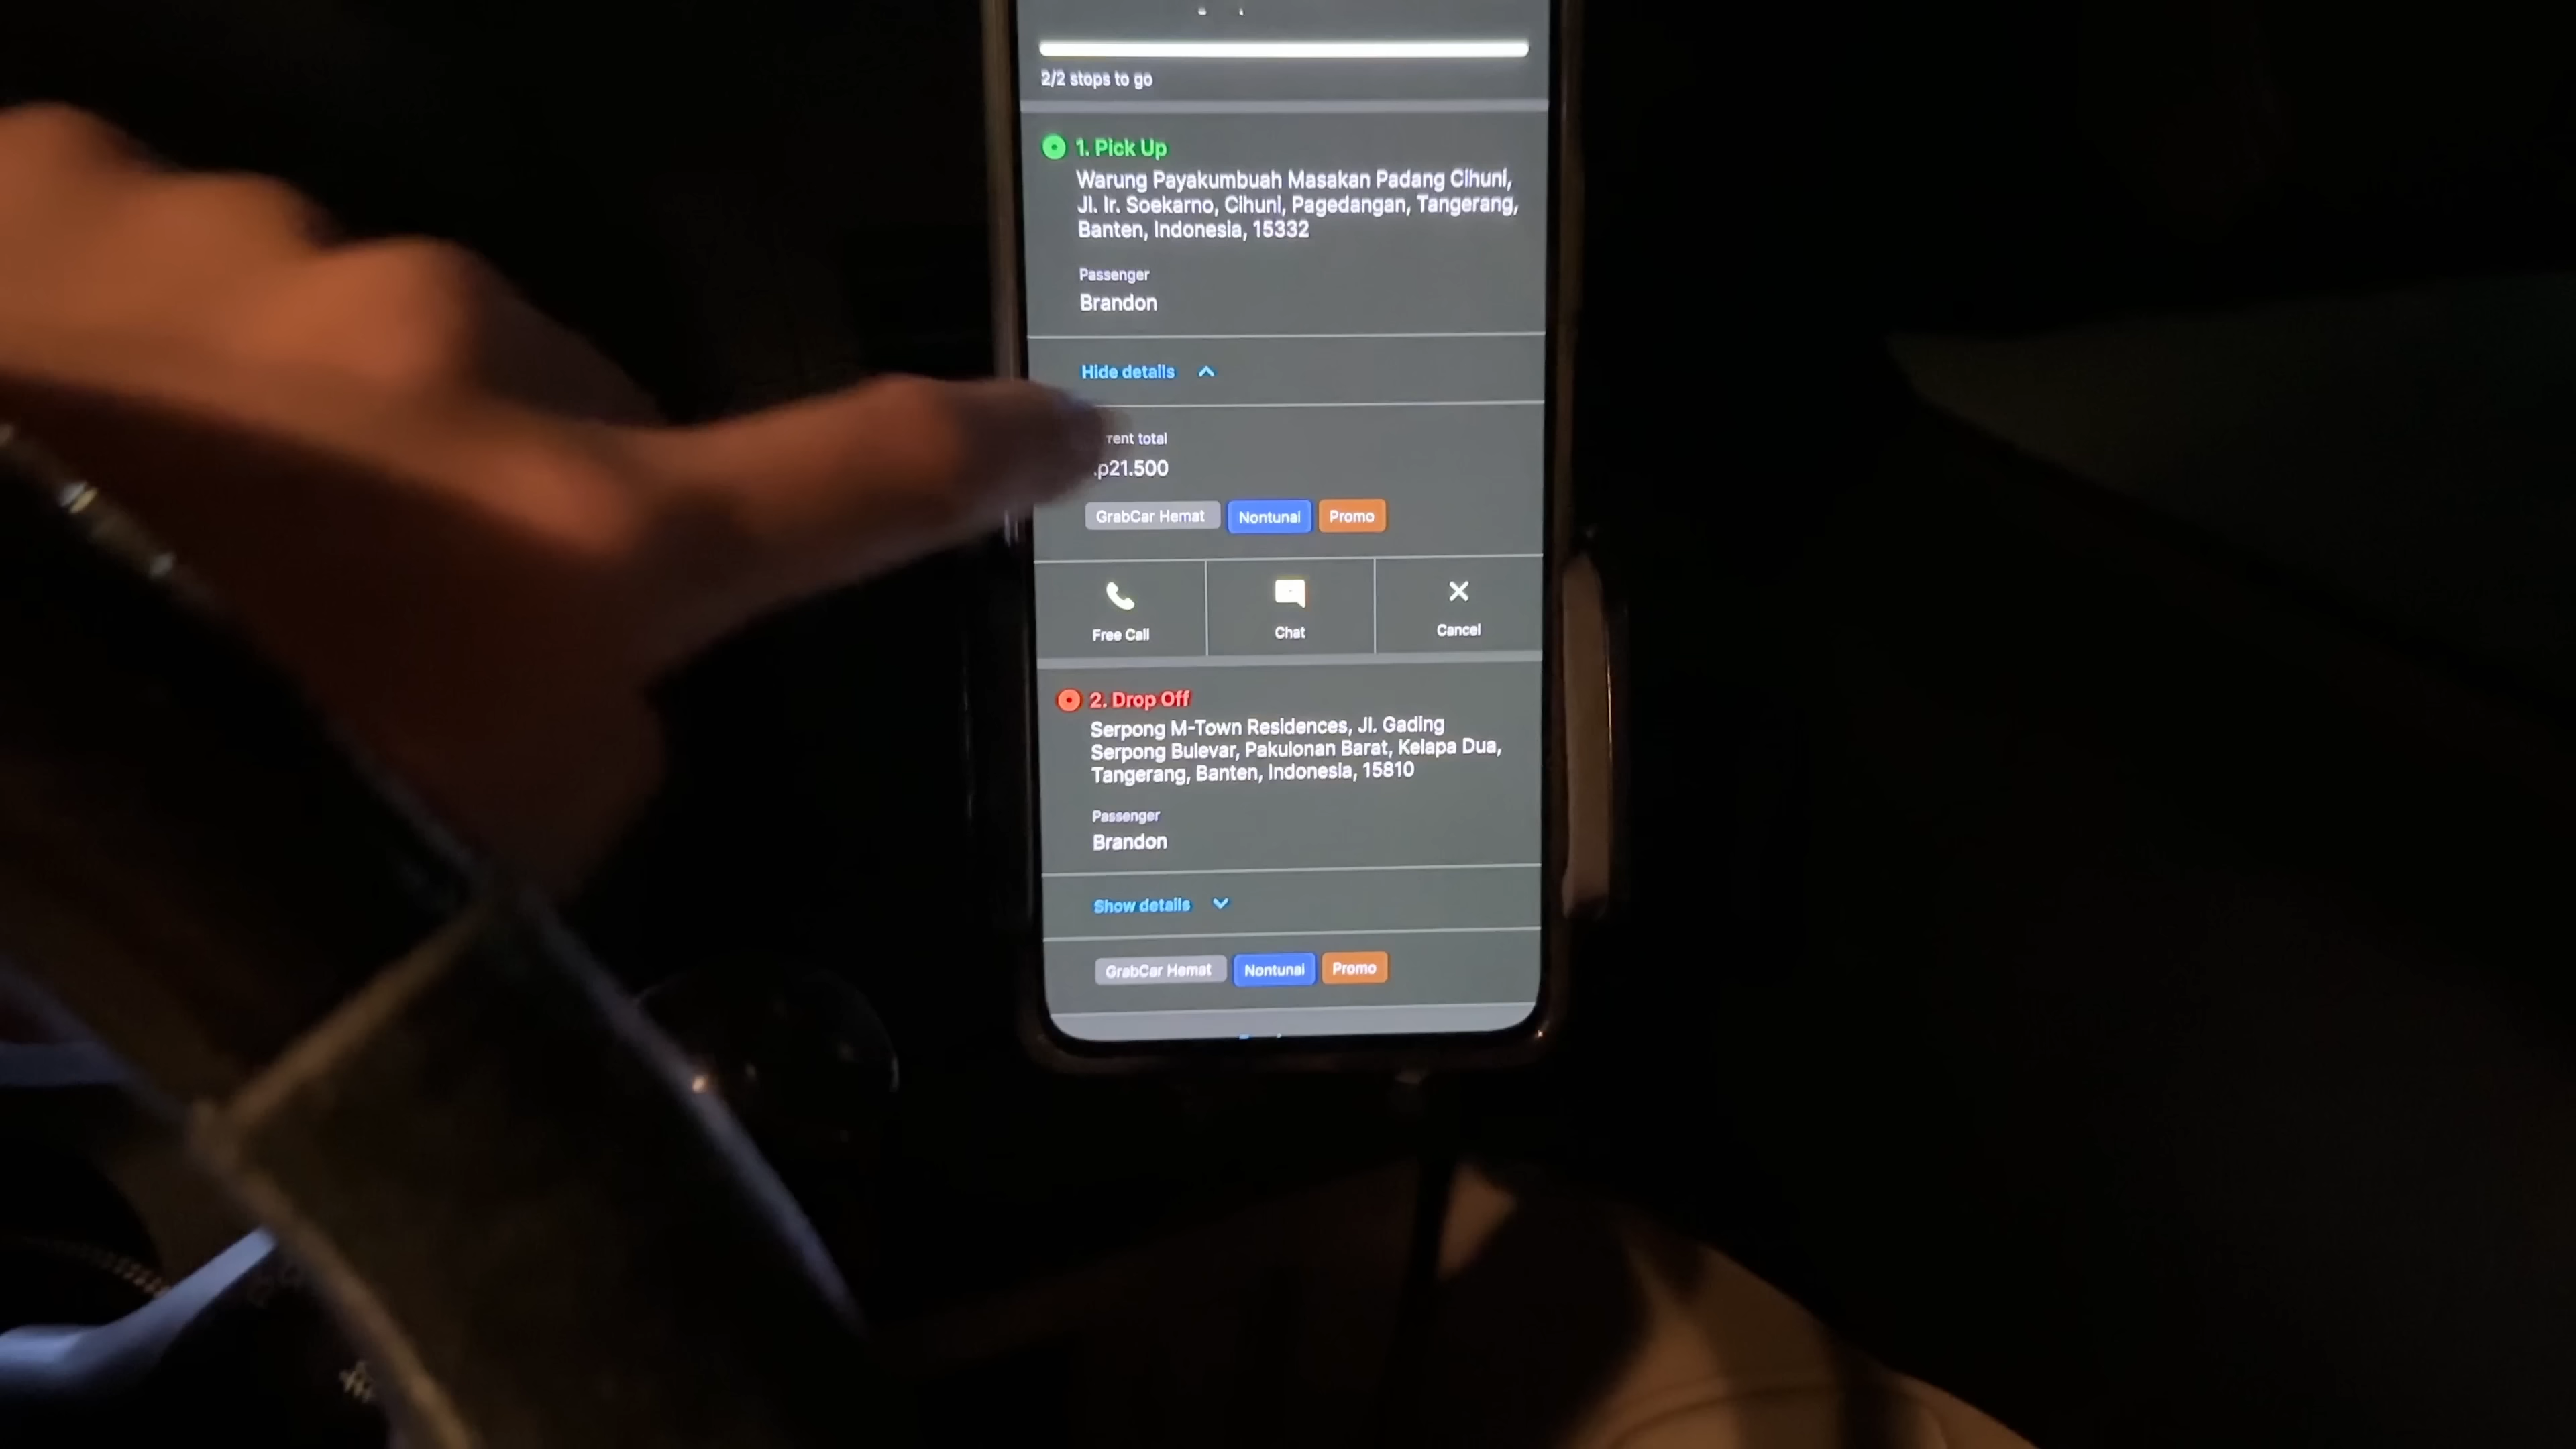 2/2 stops to go
1. Pick Up
Warung Payakumbuah Masakan Padang Cihuni,
Jl. Ir. Soekarno, Cihuni, Pagedangan, Tangerang,
Banten, Indonesia, 15332
Passenger
Brandon
Hide details
rent total
p21.500
GrabCar Hemat Nontunai Promo
Free Call Chat Cancel
2. Drop Off
Serpong M-Town Residences, Jl. Gading
Serpong Bulevar, Pakulonan Barat, Kelapa Dua,
Tangerang, Banten, Indonesia, 15810
Passenger
Brandon
Show details
GrabCar Hemat Nontunai Promo